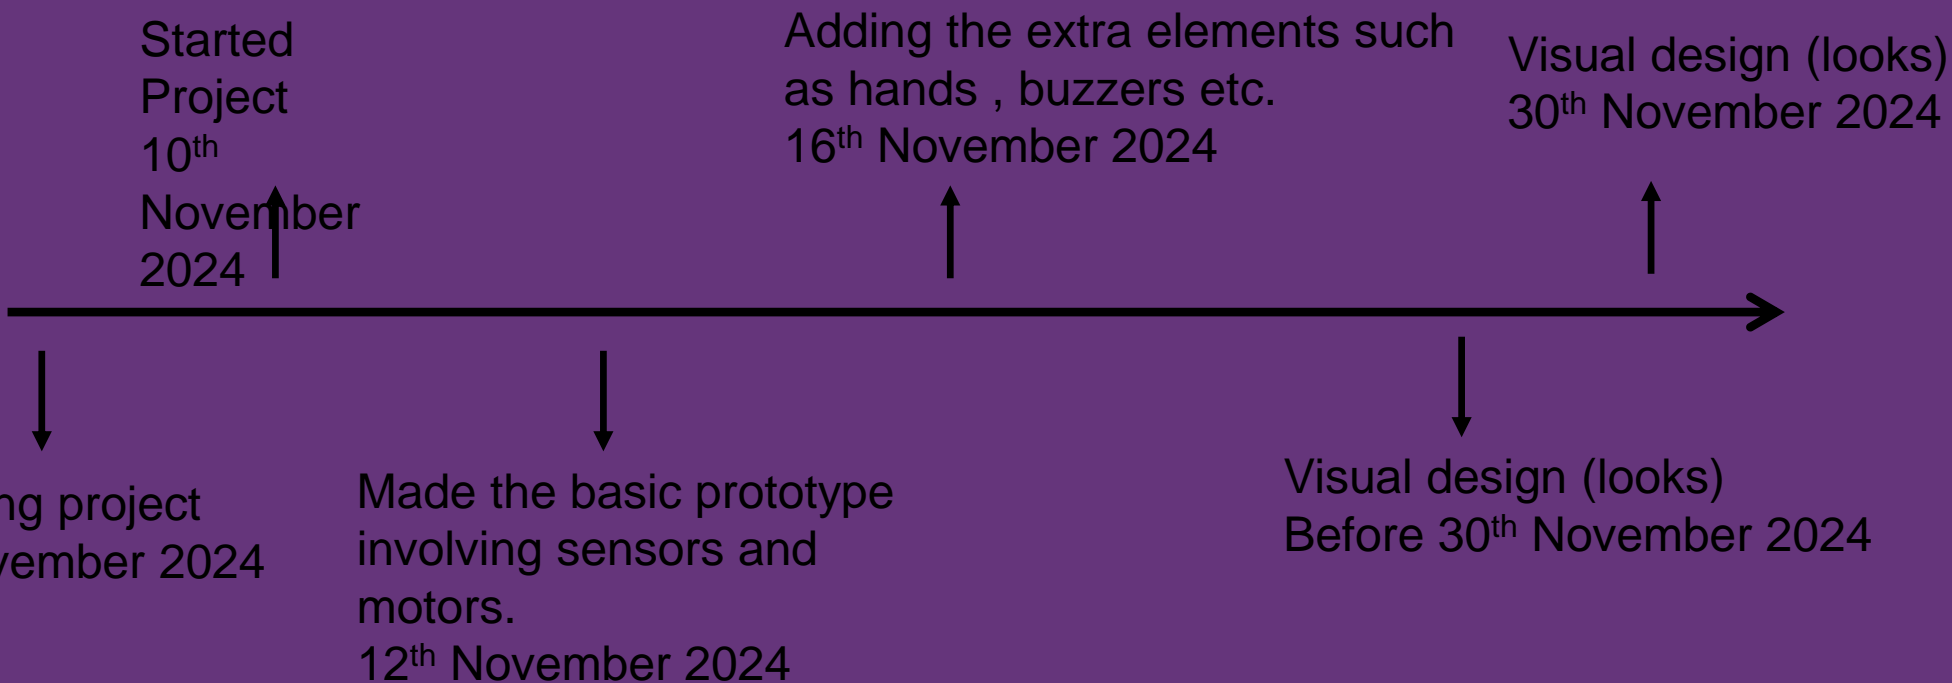 Started
Project
10th
November
2024
Adding the extra elements such
as hands , buzzers etc.
16th November 2024
Visual design (looks)
30th November 2024
project
2024
Made the basic prototype
involving sensors and
motors.
12th November 2024
Visual design (looks)
Before 30th November 2024